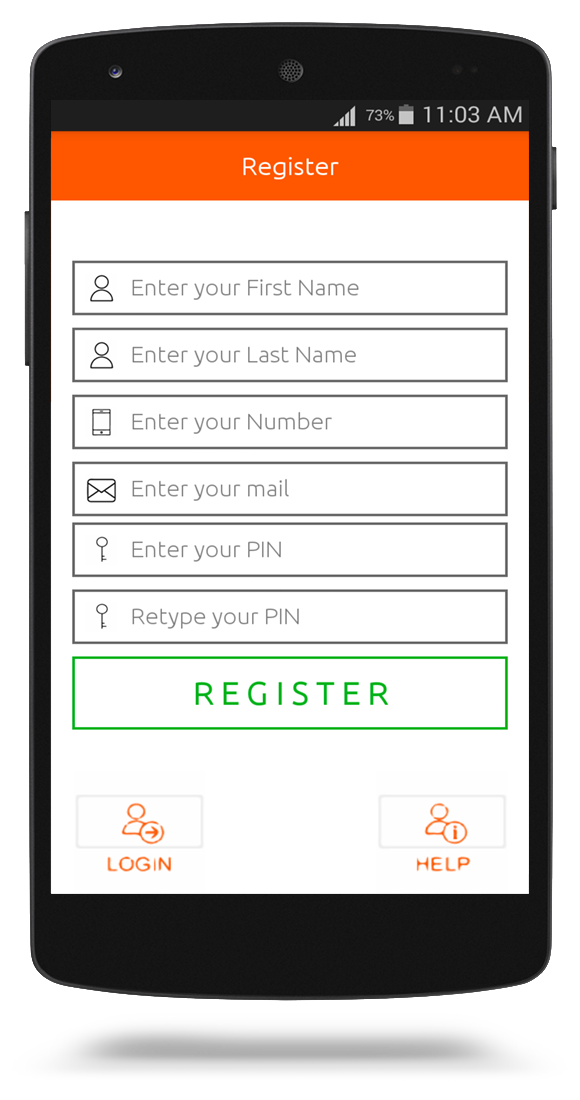 73% 11:03 AM
Register
Enter your First Name
Enter your Last Name
Enter your Number
Enter your mail
Enter your PIN
Retype your PIN
REGISTER
LOGIN HELP